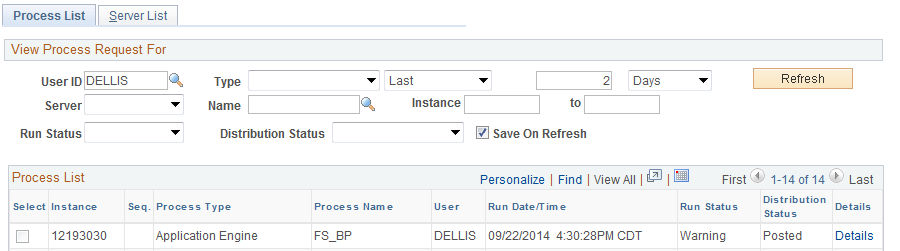 Process List Server List
View Process Request For
User ID DELLIS Type Last 2 Days Refresh
Server Name Instance to
Run Status Distribution Status Save On Refresh
Process List Personalize | Find | View All | | First 1-14 of 14 Last
Select Instance Seq. Process Type Process Name User Run Date/Time Run Status Distribution Status Details
12193030 Application Engine FS_BP DELLIS 09/22/2014 4:30:28PM CDT Warning Posted Details